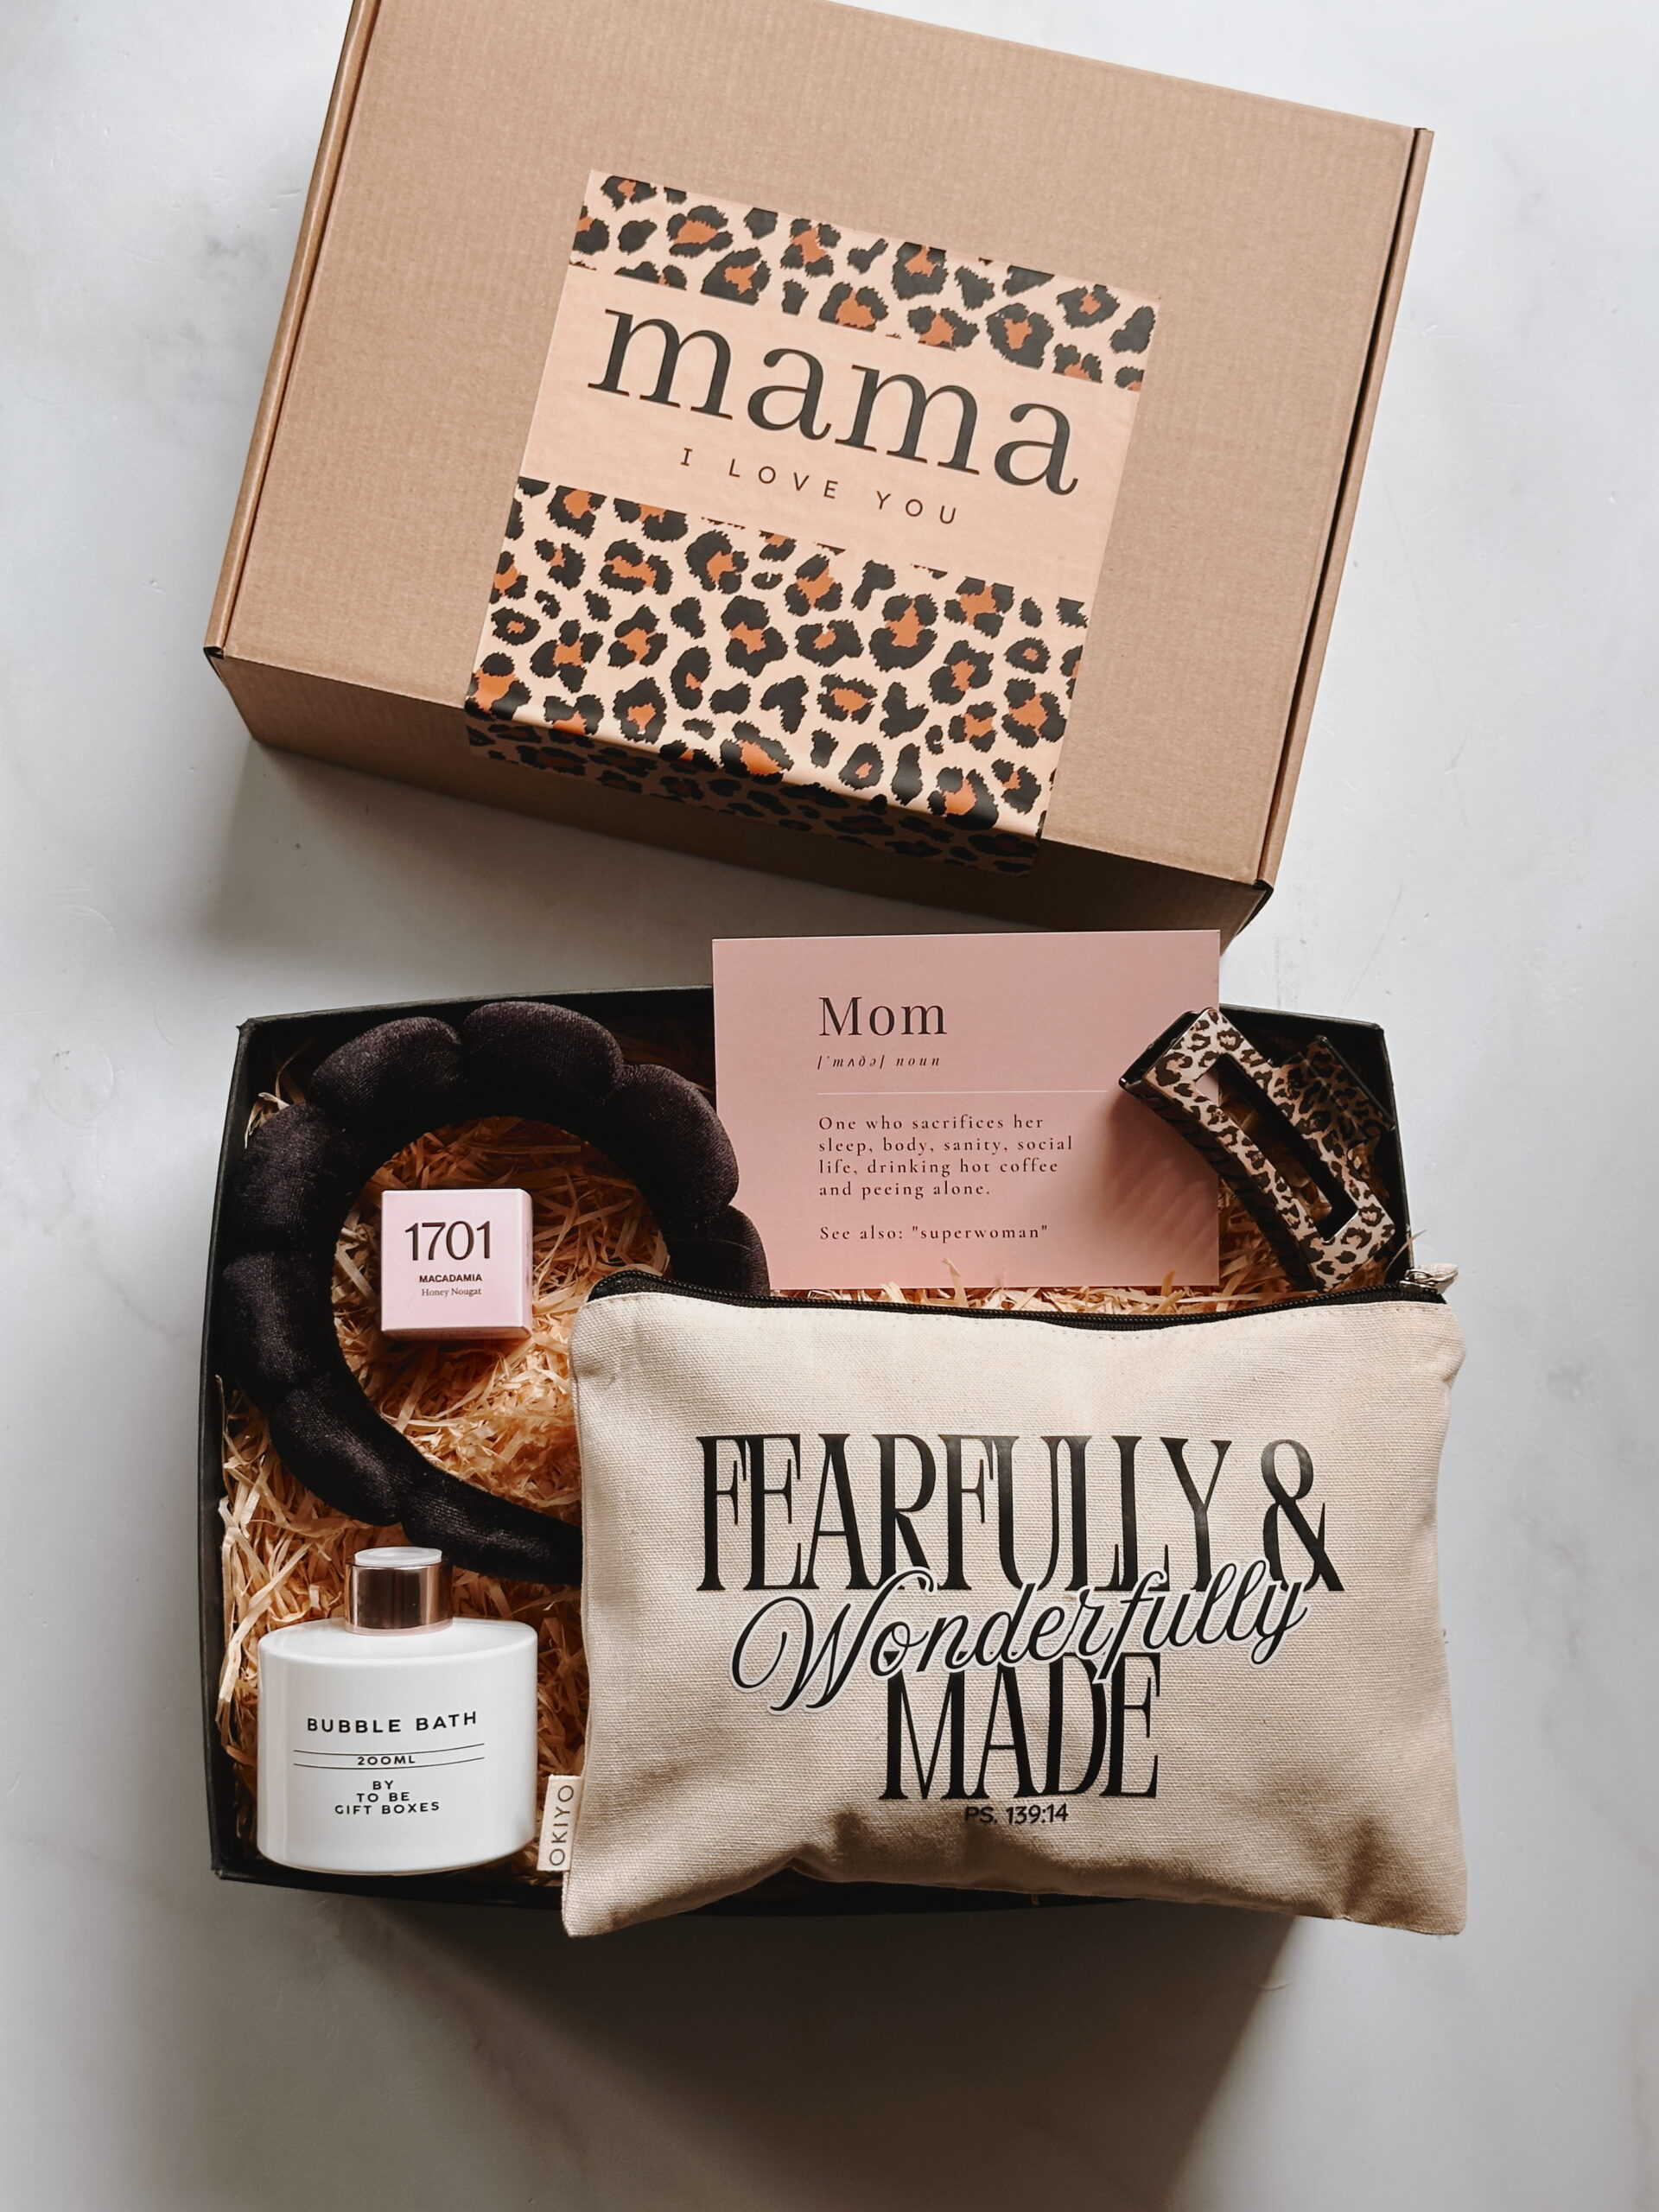 mama
I LOVE YOU
Mom
['mʌðə] noun
One who sacrifices her
sleep, body, sanity, social
life, drinking hot coffee
and peeing alone.
See also: "superwoman"
1701
MACADAMIA
Honey Nougat
FEARFULLY &
Wonderfully
MADE
PS. 139:14
BUBBLE BATH
200ML
BY
TO BE
GIFT BOXES
OKIYO